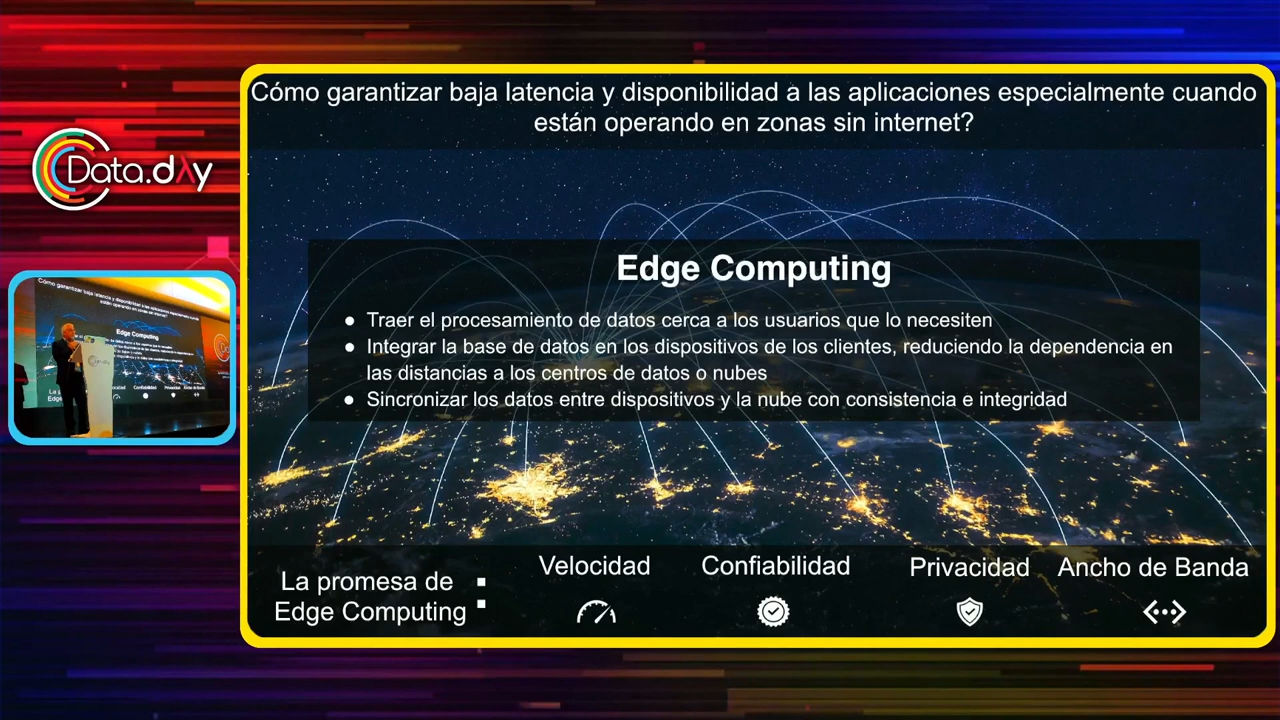 Cómo garantizar baja latencia y disponibilidad a las aplicaciones especialmente cuando
están operando en zonas sin internet?
Data.dΛy
Edge Computing
● Traer el procesamiento de datos cerca a los usuarios que lo necesiten
● Integrar la base de datos en los dispositivos de los clientes, reduciendo la dependencia en
las distancias a los centros de datos o nubes
● Sincronizar los datos entre dispositivos y la nube con consistencia e integridad
La promesa de
Edge Computing :
Velocidad
Confiabilidad
Privacidad
Ancho de Banda